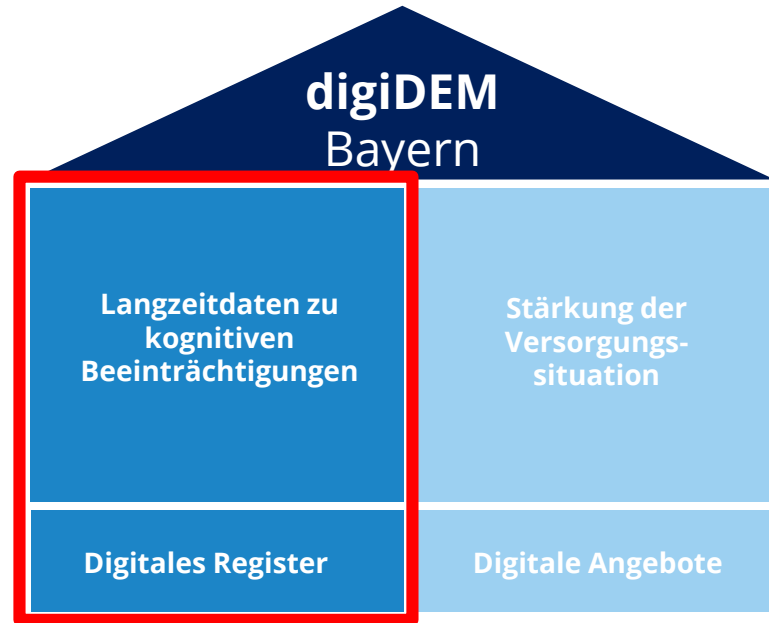 digiDEM
Bayern
Langzeitdaten zu
kognitiven
Beeinträchtigungen
Stärkung der
Versorgungs-
situation
Digitales Register
Digitale Angebote